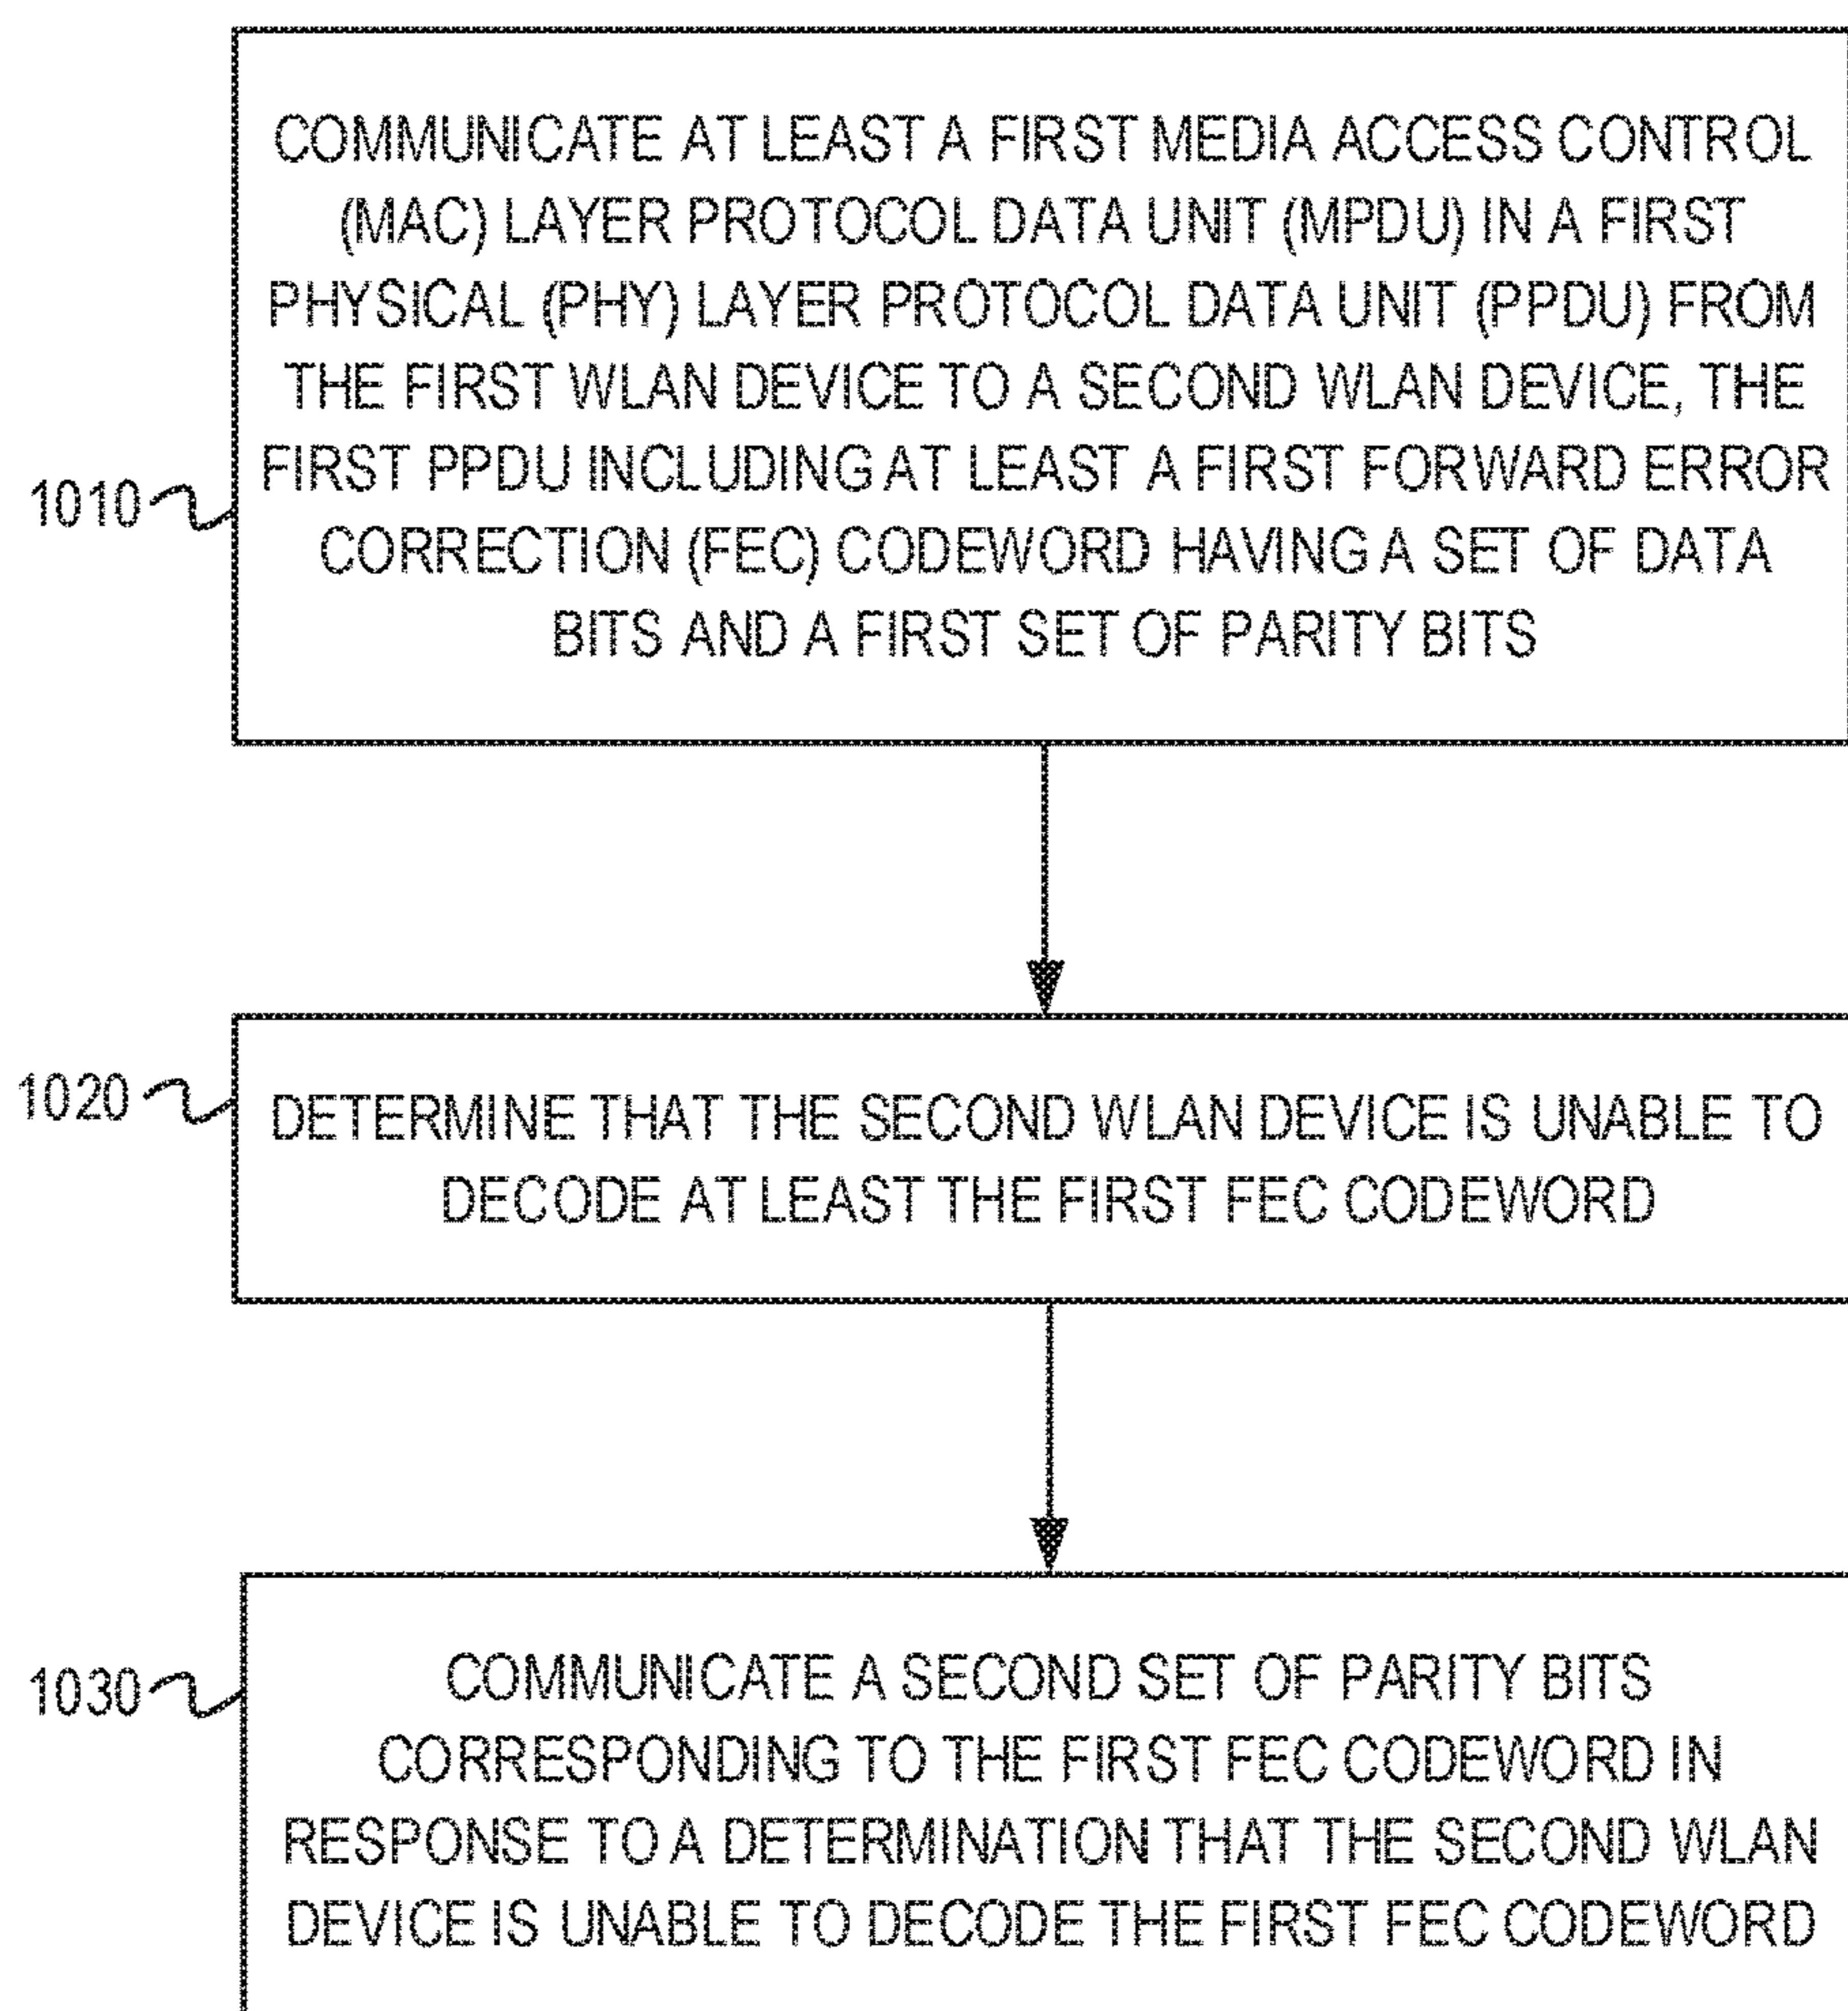 COMMUNICATE AT LEAST A FIRST MEDIA ACCESS CONTROL
(MAC) LAYER PROTOCOL DATA UNIT (MPDU) IN A FIRST
PHYSICAL (PHY) LAYER PROTOCOL DATA UNIT (PPDU) FROM
THE FIRST WLAN DEVICE TO A SECOND WLAN DEVICE, THE
FIRST PPDU INCLUDING AT LEAST A FIRST FORWARD ERROR
1010
CORRECTION (FEC) CODEWORD HAVING A SET OF DATA
BITS AND A FIRST SET OF PARITY BITS
1020
DETERMINE THAT THE SECOND WLAN DEVICE IS UNABLE TO
DECODE AT LEAST THE FIRST FEC CODEWORD
1030
COMMUNICATE A SECOND SET OF PARITY BITS
CORRESPONDING TO THE FIRST FEC CODEWORD IN
RESPONSE TO A DETERMINATION THAT THE SECOND WLAN
DEVICE IS UNABLE TO DECODE THE FIRST FEC CODEWORD